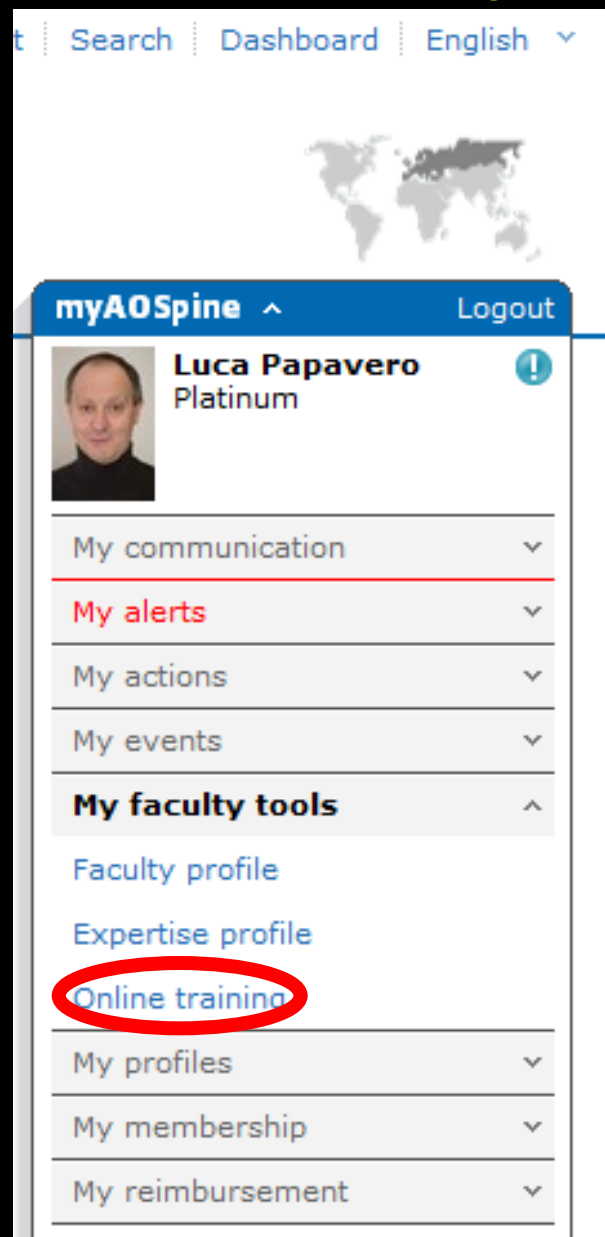 t Search Dashboard English
myAOSpine Logout
Luca Papavero
Platinum
My communication
My alerts
My actions
My events
My faculty tools
Faculty profile
Expertise profile
Online training
My profiles
My membership
My reimbursement